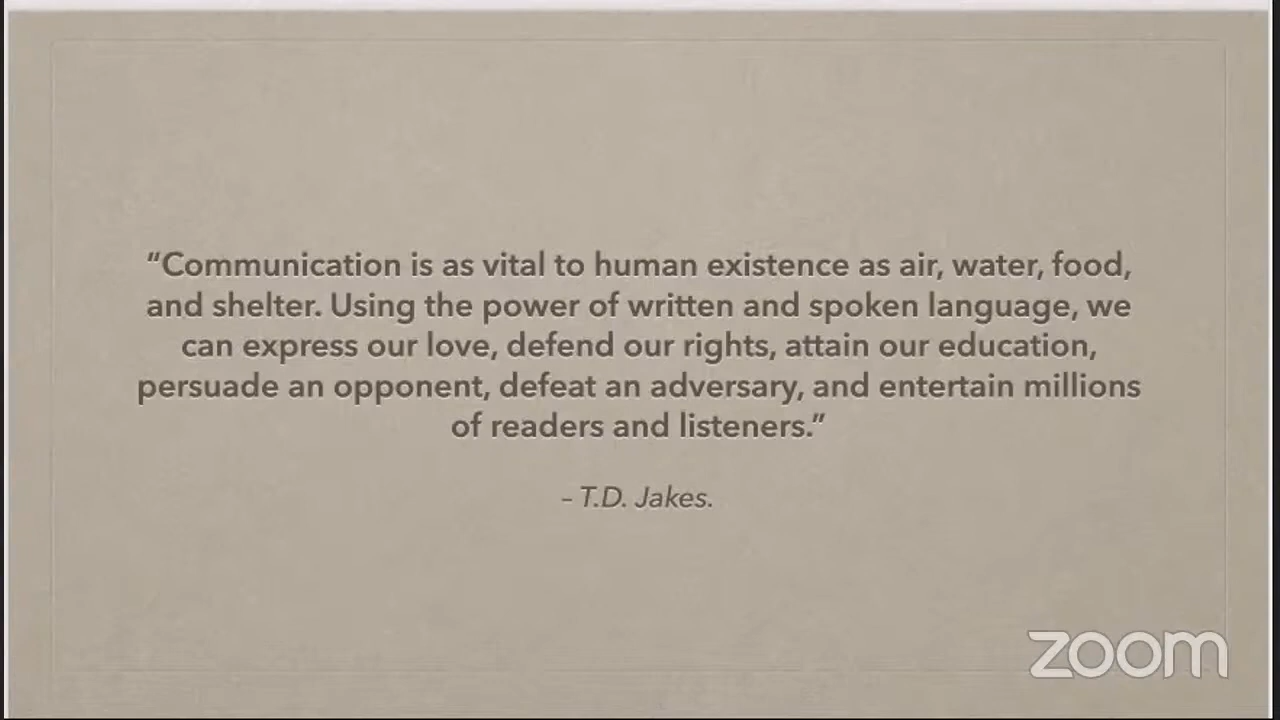 “Communication is as vital to human existence as air, water, food,
and shelter. Using the power of written and spoken language, we
can express our love, defend our rights, attain our education,
persuade an opponent, defeat an adversary, and entertain millions
of readers and listeners.”
– T.D. Jakes.
zoom